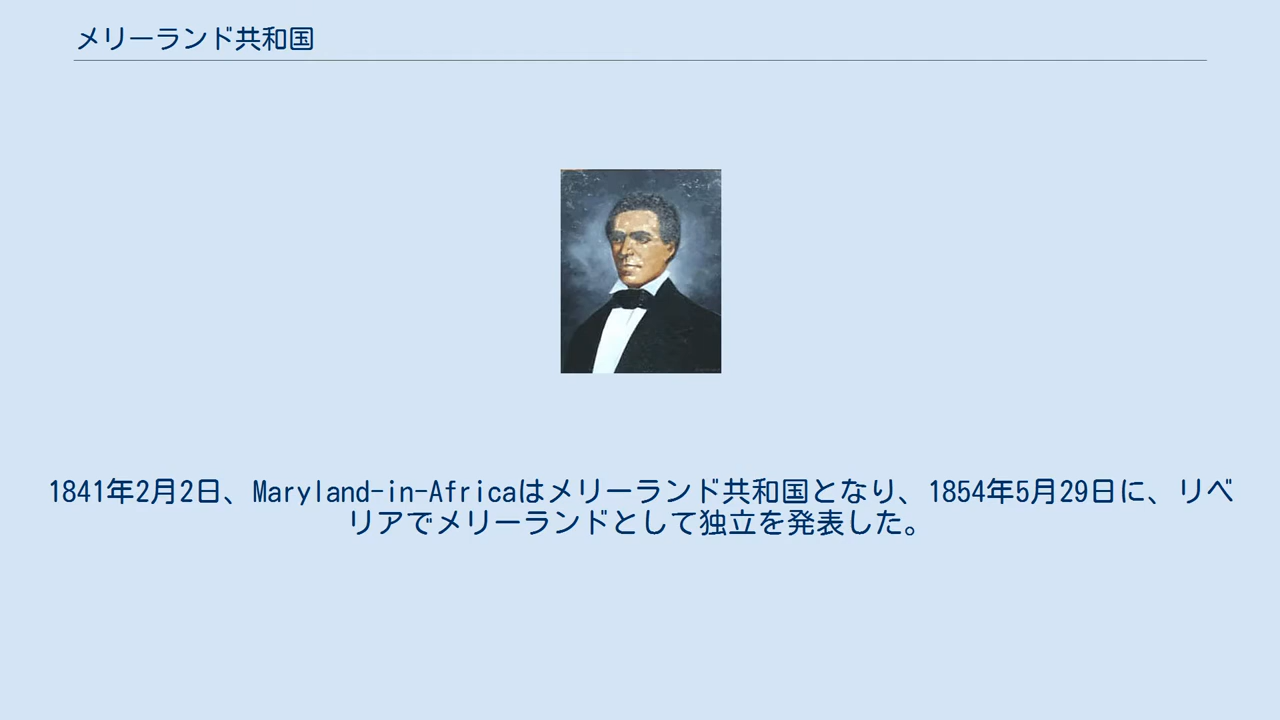 メリーランド共和国
1841年2月2日、Maryland-in-Africaはメリーランド共和国となり、1854年5月29日に、リベ
リアでメリーランドとして独立を発表した。